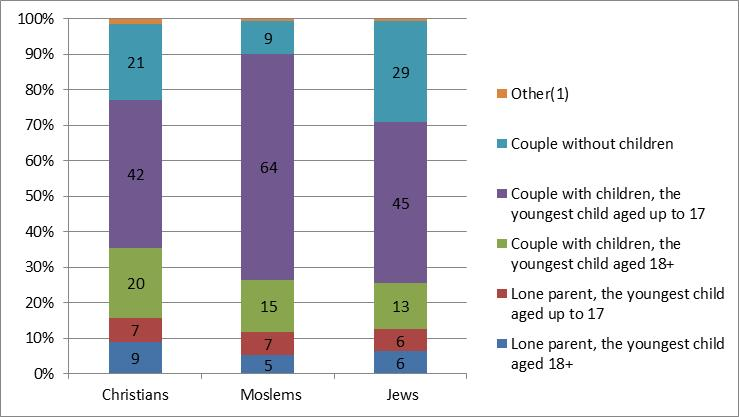 100%
90%
80%
70%
60%
50%
40%
30%
20%
10%
0%
21
42
20
7
9
9
64
15
7
5
29
45
13
6
6
Christians
Moslems
Jews
Other(1)
Couple without children
Couple with children, the
youngest child aged up to 17
Couple with children, the
youngest child aged 18+
Lone parent, the youngest child
aged up to 17
Lone parent, the youngest child
aged 18+